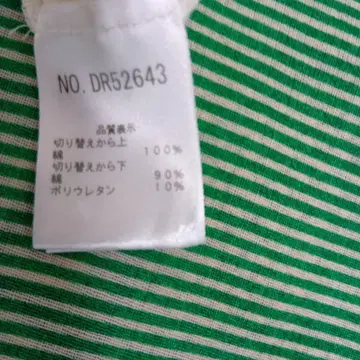 NO.DR52643
品質表示
切り替えから上
綿 100%
切り替えから下
綿 90%
ポリウレタン 10%